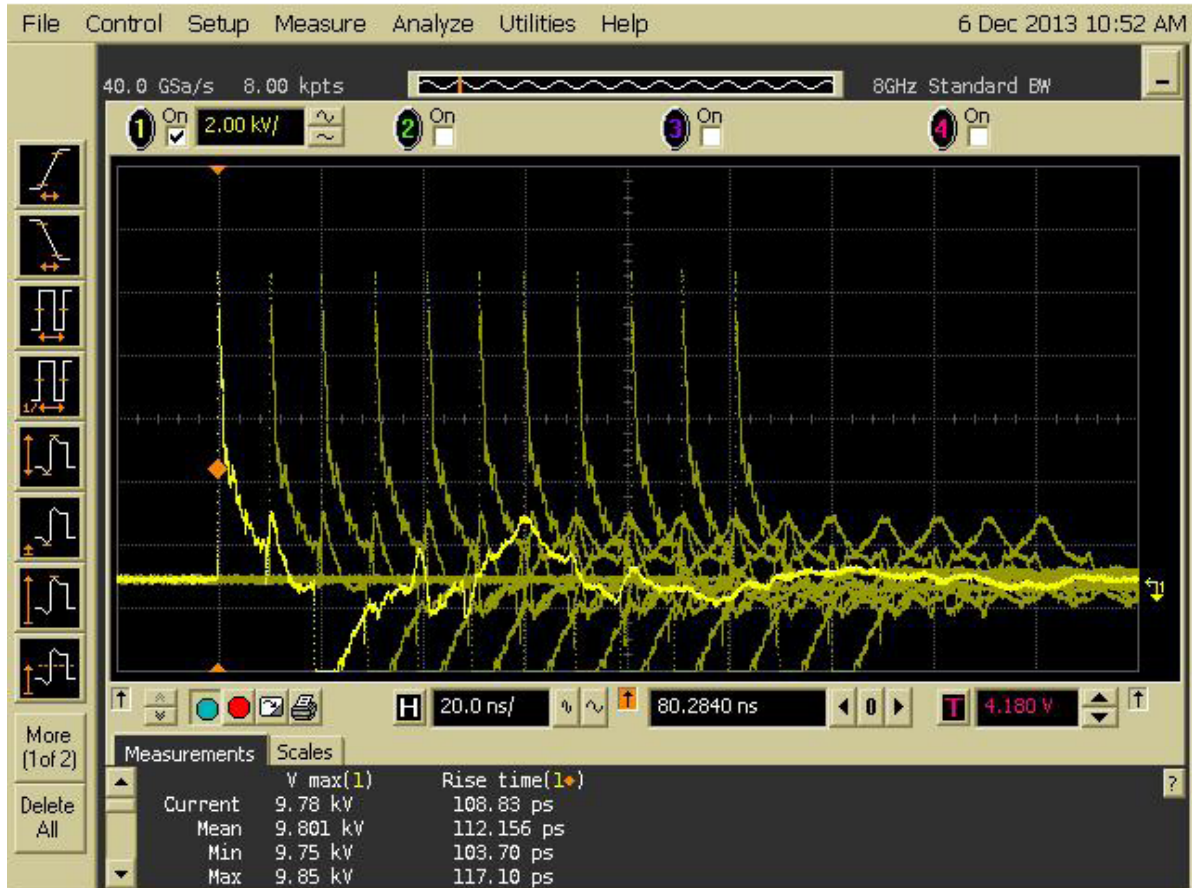 File Control Setup Measure Analyze Utilities Help 6 Dec 2013 10:52 AM
40.0 GSa/s 8.00 kpts 8GHz Standard BW
1 On 2.00 kV/ 2 On 3 On 4 On
1/
1
H 20.0 ns/ 80.2840 ns 0 T 4.180 V
More
(1of 2)
Delete
All
Measurements Scales
V max(1) Rise time(1)
?
Current 9.78 kV 108.83 ps
Mean 9.801 kV 112.156 ps
Min 9.75 kV 103.70 ps
Max 9.85 kV 117.10 ps